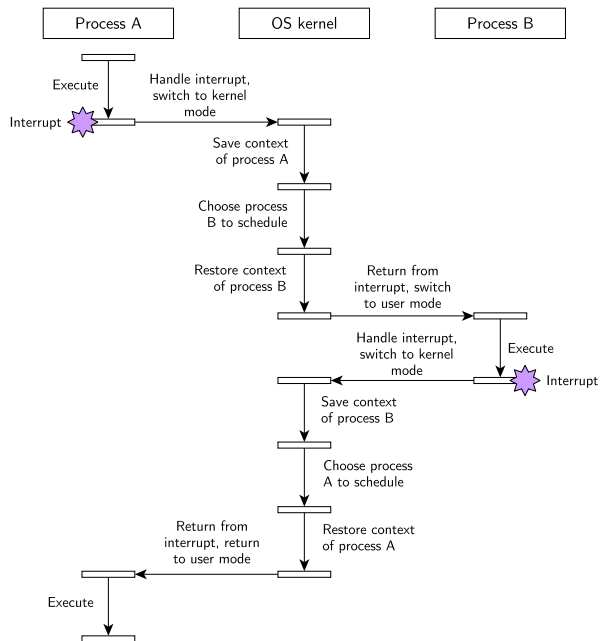 Process A
OS kernel
Process B
Execute
Handle interrupt,
switch to kernel
mode
Interrupt
Save context
of process A
Choose process
B to schedule
Restore context
of process B
Return from
interrupt, switch
to user mode
Execute
Handle interrupt,
switch to kernel
mode
Interrupt
Save context
of process B
Choose process
A to schedule
Restore context
of process A
Return from
interrupt, return
to user mode
Execute